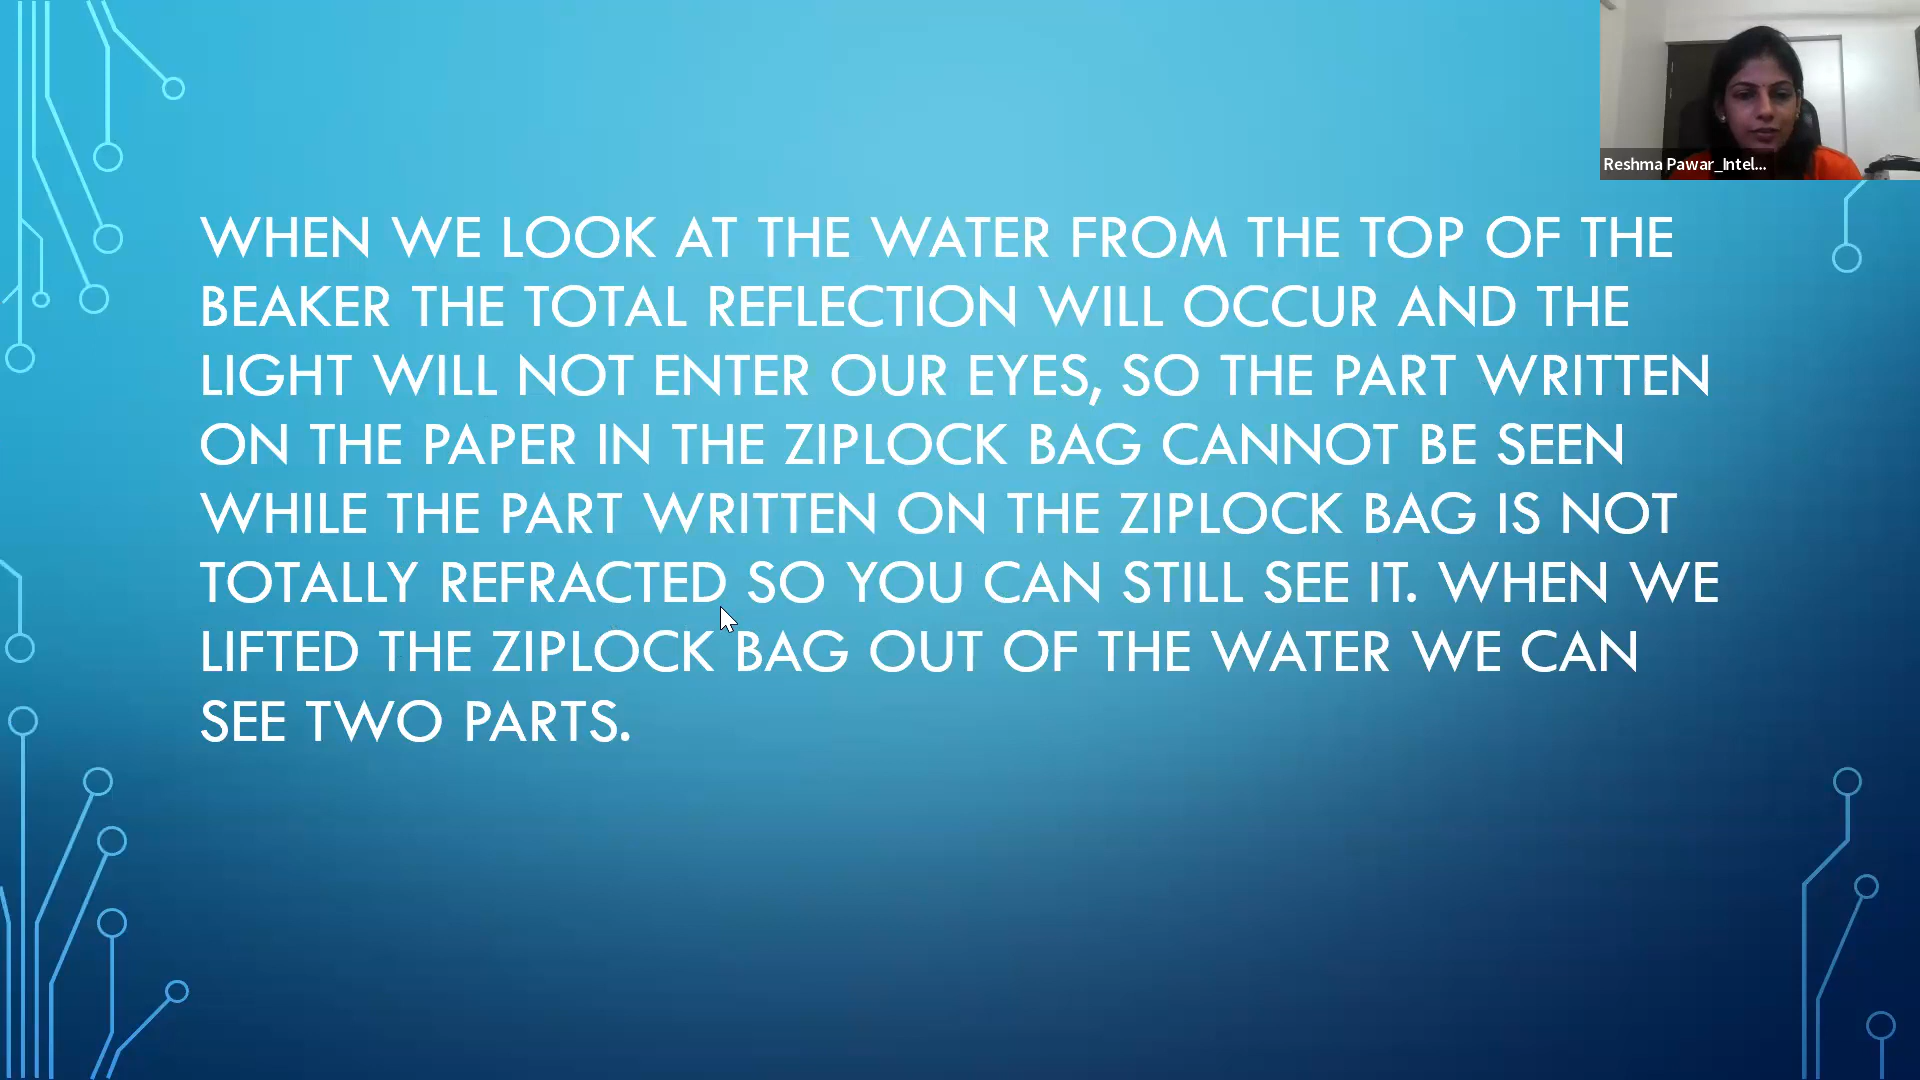 Reshma Pawar_Intel...
WHEN WE LOOK AT THE WATER FROM THE TOP OF THE
BEAKER THE TOTAL REFLECTION WILL OCCUR AND THE
LIGHT WILL NOT ENTER OUR EYES, SO THE PART WRITTEN
ON THE PAPER IN THE ZIPLOCK BAG CANNOT BE SEEN
WHILE THE PART WRITTEN ON THE ZIPLOCK BAG IS NOT
TOTALLY REFRACTED SO YOU CAN STILL SEE IT. WHEN WE
LIFTED THE ZIPLOCK BAG OUT OF THE WATER WE CAN
SEE TWO PARTS.